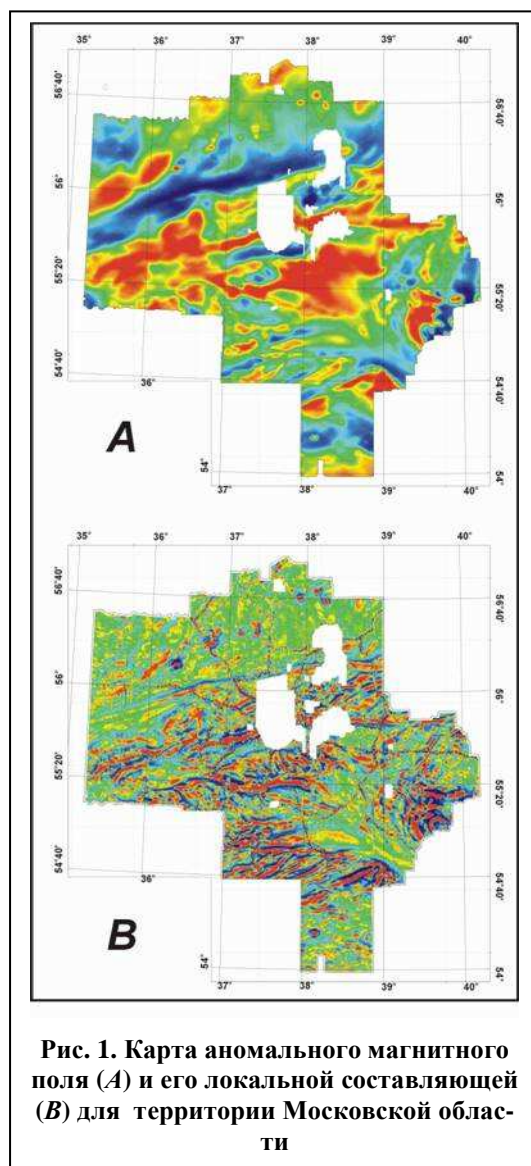 35° 36° 37° 38° 39° 40°
56°40' 56°40'
56° 56°
55°20' 55°20'
54°40' 54°40'
36°
A
54° 54°
37° 38° 39° 40°
35° 36° 37° 38° 39° 40°
56°40' 56°40'
56° 56°
55°20' 55°20'
54°40' 54°40'
36°
B
54° 54°
37° 38° 39° 40°
Рис. 1. Карта аномального магнитного
поля (A) и его локальной составляющей
(B) для территории Московской облас-
ти